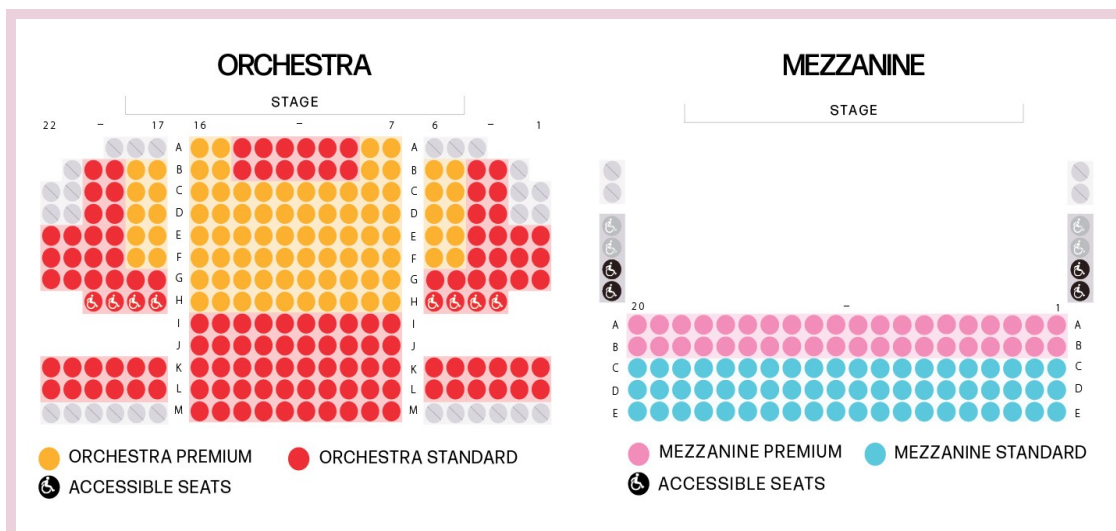 ORCHESTRA
STAGE
22 – 17 16 – 7 6 – 1
A A
B B
C C
D D
E E
F F
G G
H H
I I
J J
K K
L L
M M
ORCHESTRA PREMIUM ORCHESTRA STANDARD
ACCESSIBLE SEATS
MEZZANINE
STAGE
20 – 1
A A
B B
C C
D D
E E
MEZZANINE PREMIUM MEZZANINE STANDARD
ACCESSIBLE SEATS